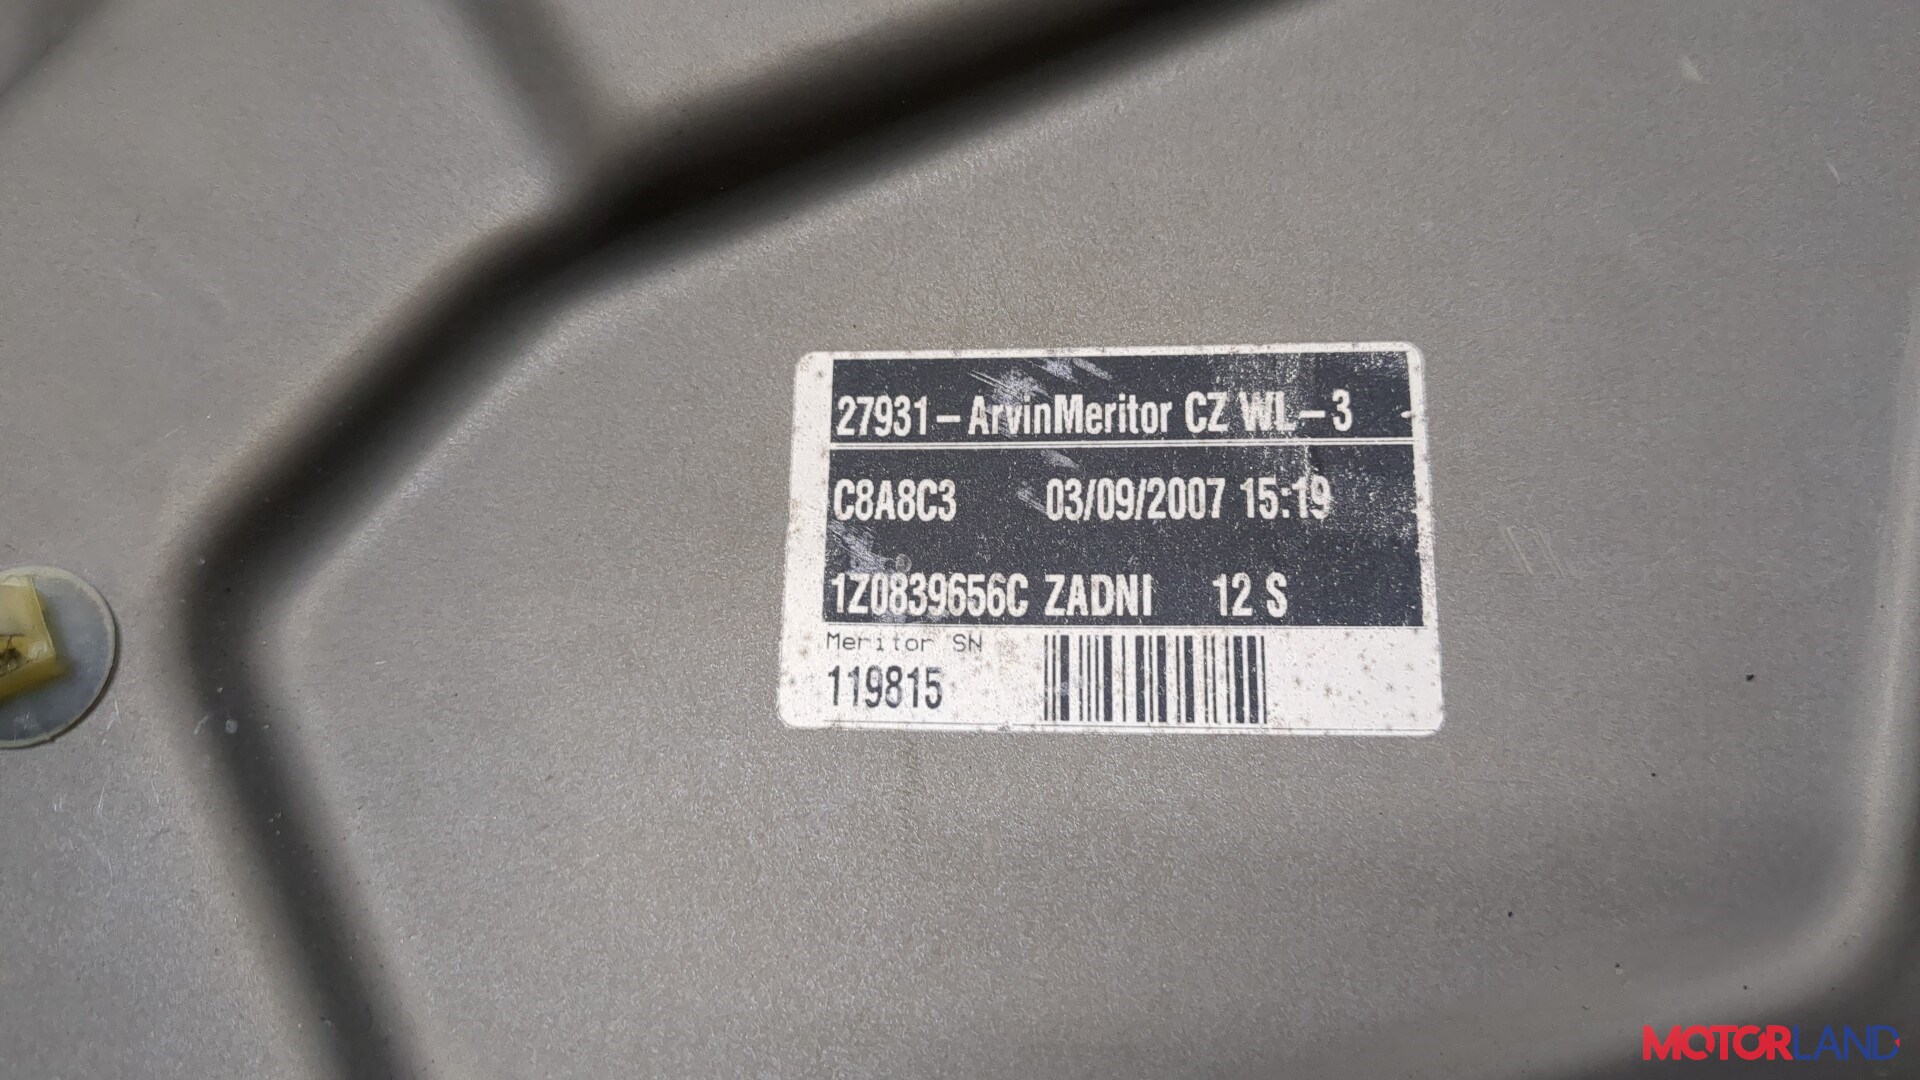 27931-ArvinMeritor CZ WL-3
C8A8C3 03/09/2007 15:19
1Z0839656C ZADNI 12 S
Meritor SN
119815
MOTORLAND